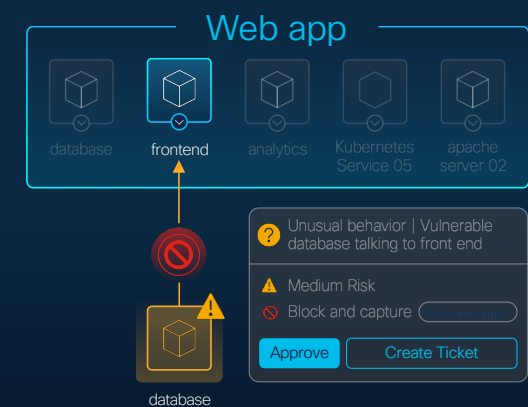 Web app
database
frontend
analytics
Kubernetes
Service 05
apache
server 02
Unusual behavior | Vulnerable
database talking to front end
Medium Risk
Block and capture
Approve
Create Ticket
database